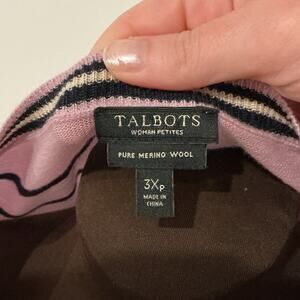 TALBOTS
WOMAN PETITES
PURE MERINO WOOL
3Xp
MADE IN
CHINA